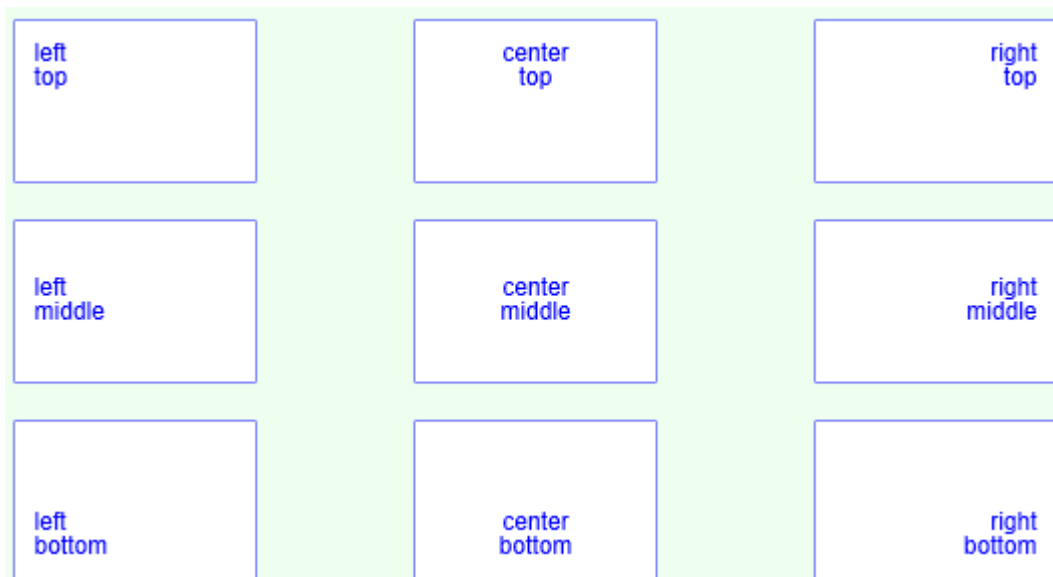 left
top
center
top
right
top
left
middle
center
middle
right
middle
left
bottom
center
bottom
right
bottom